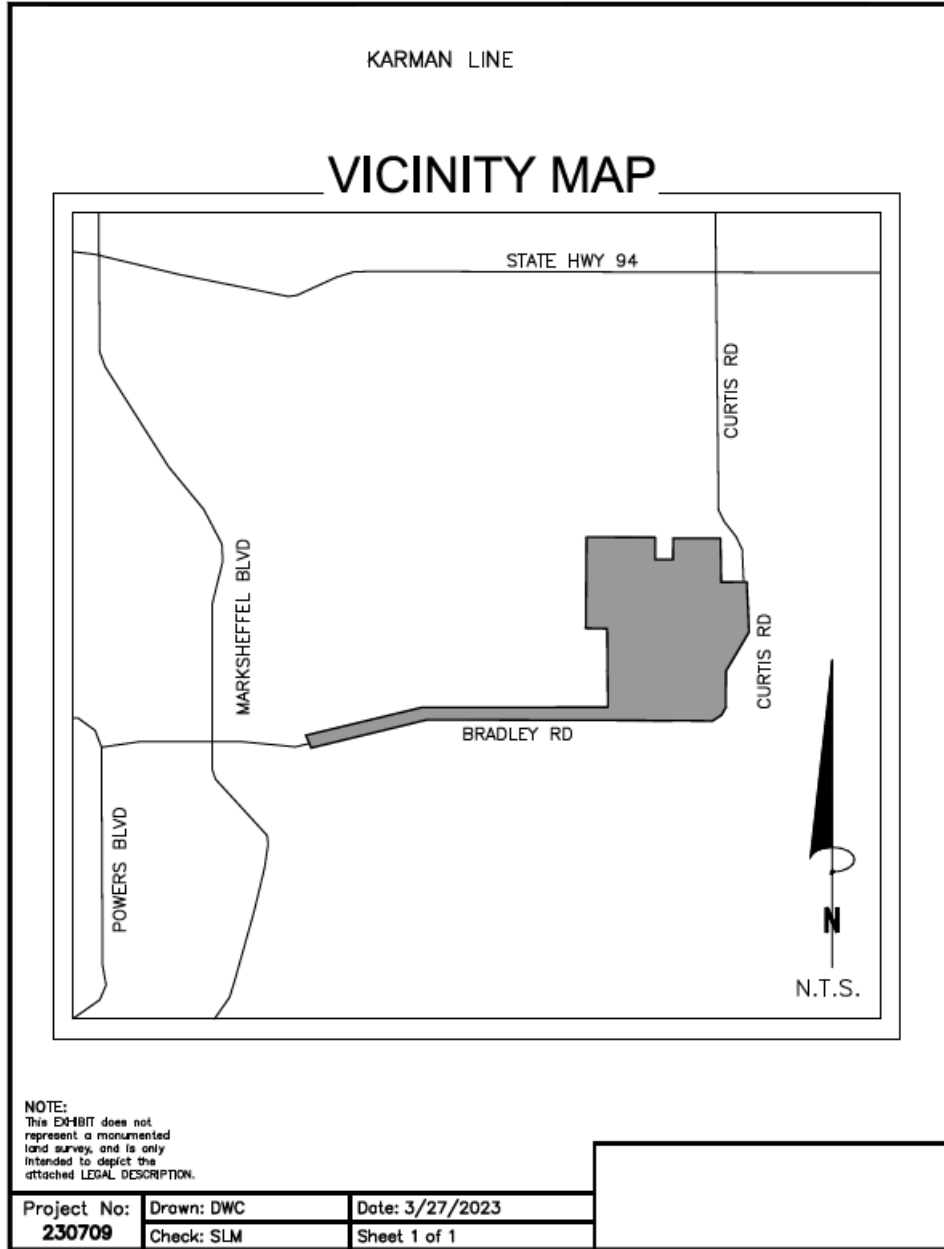 KARMAN LINE
VICINITY MAP
STATE HWY 94
CURTIS RD
MARKSHEFFEL BLVD
CURTIS RD
BRADLEY RD
POWERS BLVD
N
N.T.S.
NOTE:
This EXHIBIT does not
represent a monumented
land survey, and is only
intended to depict the
attached LEGAL DESCRIPTION.
Project No:
230709
Drawn: DWC
Check: SLM
Date: 3/27/2023
Sheet 1 of 1